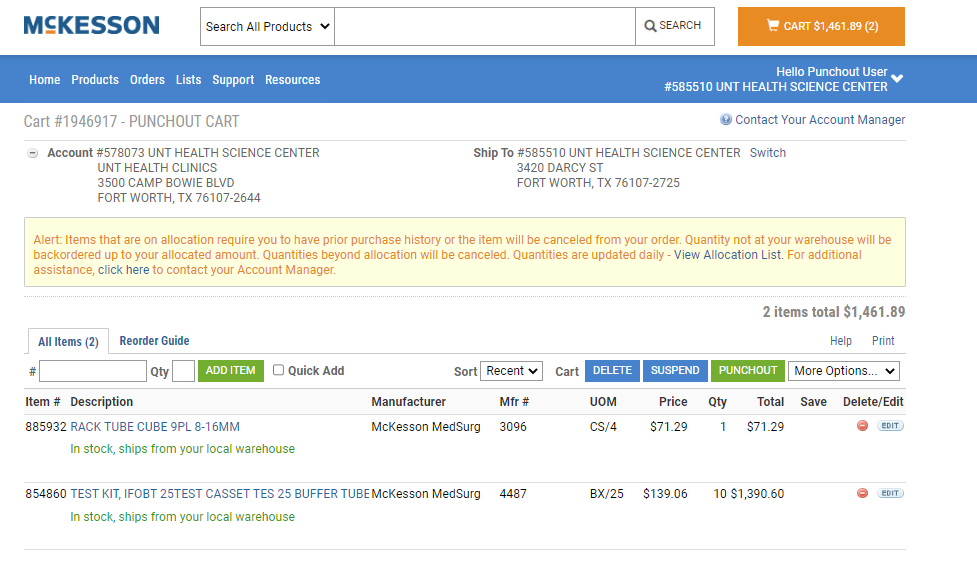 MCKESSON
Search All Products
SEARCH
CART $1,461.89 (2)
Home Products Orders Lists Support Resources
Hello Punchout User
#585510 UNT HEALTH SCIENCE CENTER
Cart #1946917 - PUNCHOUT CART
Contact Your Account Manager
Account #578073 UNT HEALTH SCIENCE CENTER
UNT HEALTH CLINICS
3500 CAMP BOWIE BLVD
FORT WORTH, TX 76107-2644
Ship To #585510 UNT HEALTH SCIENCE CENTER Switch
3420 DARCY ST
FORT WORTH, TX 76107-2725
Alert: Items that are on allocation require you to have prior purchase history or the item will be canceled from your order. Quantity not at your warehouse will be
backordered up to your allocated amount. Quantities beyond allocation will be canceled. Quantities are updated daily - View Allocation List. For additional
assistance, click here to contact your Account Manager.
2 items total $1,461.89
All Items (2) Reorder Guide Help Print
# Qty ADD ITEM Quick Add Sort Recent Cart DELETE SUSPEND PUNCHOUT More Options...
Item # Description Manufacturer Mfr # UOM Price Qty Total Save Delete/Edit
885932 RACK TUBE CUBE 9PL 8-16MM McKesson MedSurg 3096 CS/4 $71.29 1 $71.29 EDIT
In stock, ships from your local warehouse
854860 TEST KIT, IFOBT 25TEST CASSET TES 25 BUFFER TUBE McKesson MedSurg 4487 BX/25 $139.06 10 $1,390.60 EDIT
In stock, ships from your local warehouse